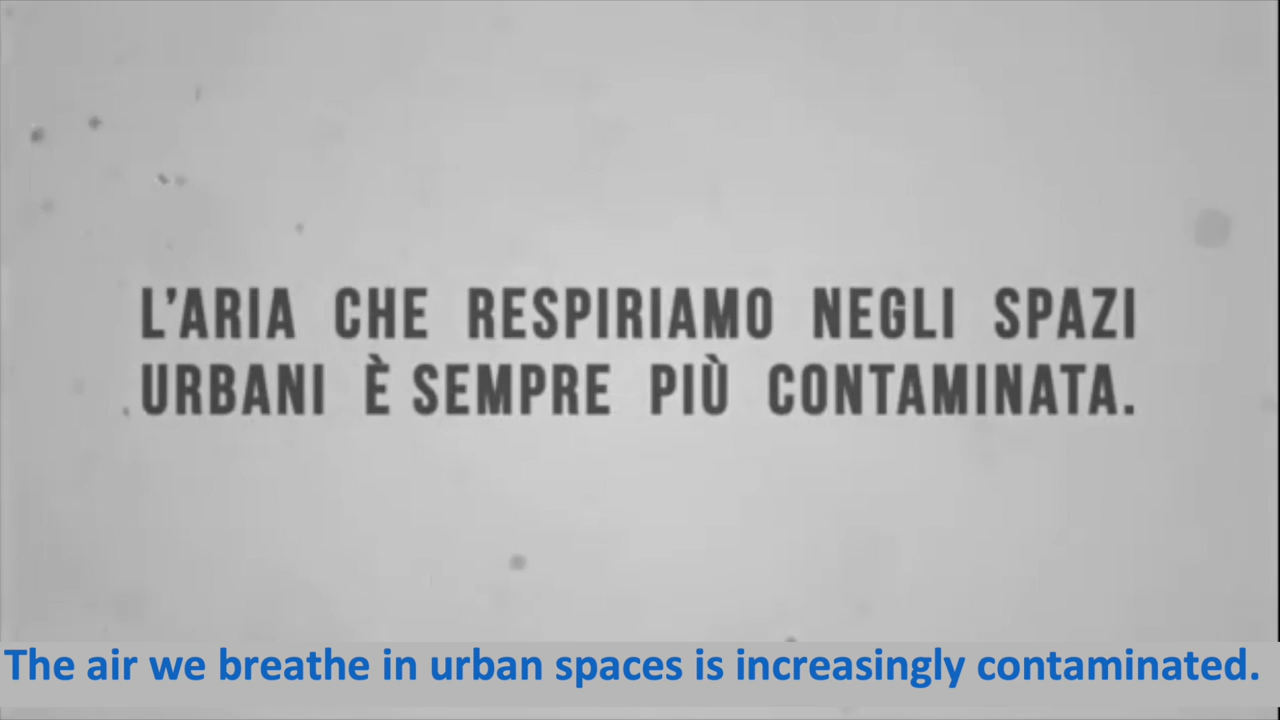 L'ARIA CHE RESPIRIAMO NEGLI SPAZI
URBANI È SEMPRE PIÙ CONTAMINATA.
The air we breathe in urban spaces is increasingly contaminated.